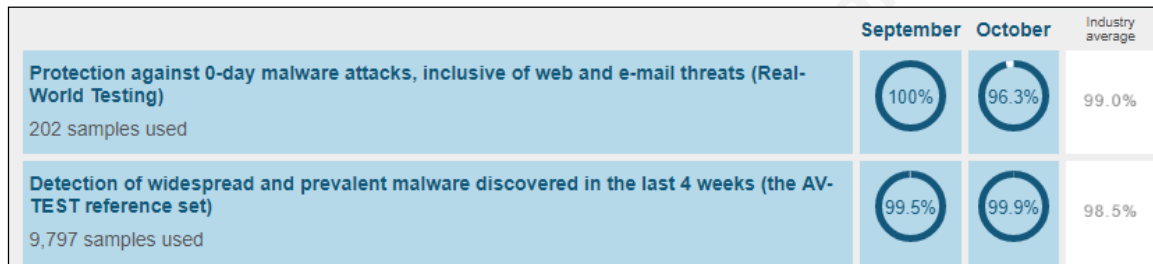 September October Industry average
Protection against 0-day malware attacks, inclusive of web and e-mail threats (Real-
World Testing)
202 samples used
100% 96.3% 99.0%
Detection of widespread and prevalent malware discovered in the last 4 weeks (the AV-
TEST reference set)
9,797 samples used
99.5% 99.9% 98.5%